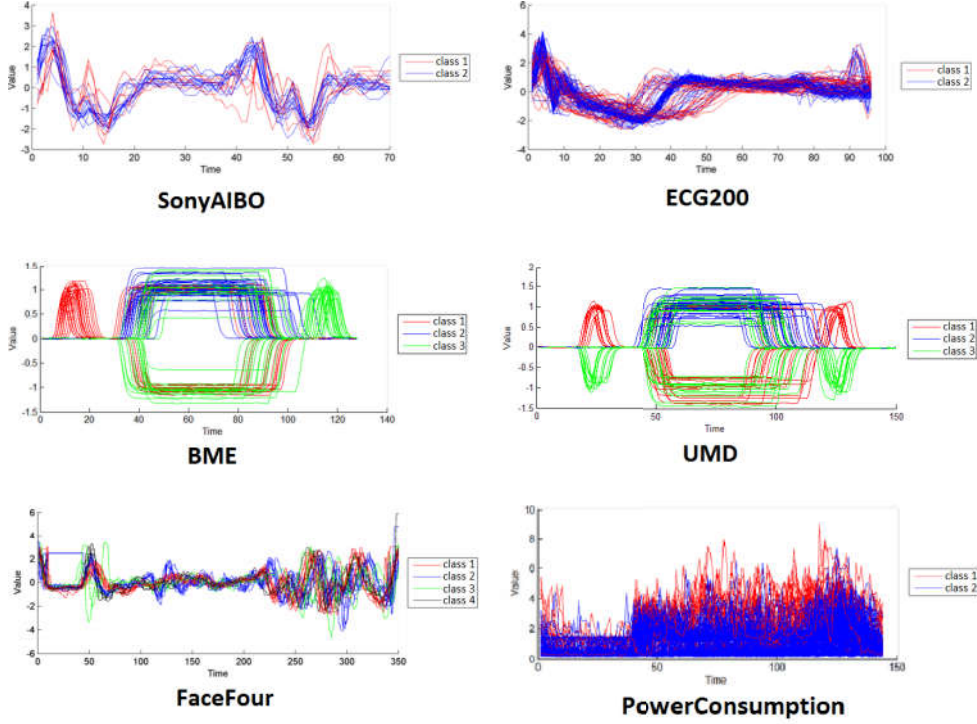 4
3
2
1
0
-1
-2
-3
Value
0
10
20
30
40
50
60
70
Time
class 1
class 2
SonyAIBO
6
4
2
0
-2
-4
Value
0
10
20
30
40
50
60
70
80
90
100
Time
class 1
class 2
ECG200
1.5
1
0.5
0
-0.5
-1
-1.5
Value
0
20
40
60
80
100
120
140
Time
class 1
class 2
class 3
BME
2
1.5
1
0.5
0
-0.5
-1
-1.5
Value
0
50
100
150
Time
class 1
class 2
class 3
UMD
6
4
2
0
-2
-4
-6
Value
0
50
100
150
200
250
300
350
Time
class 1
class 2
class 3
class 4
FaceFour
10
8
6
4
2
0
Value
0
50
100
150
Time
class 1
class 2
PowerConsumption